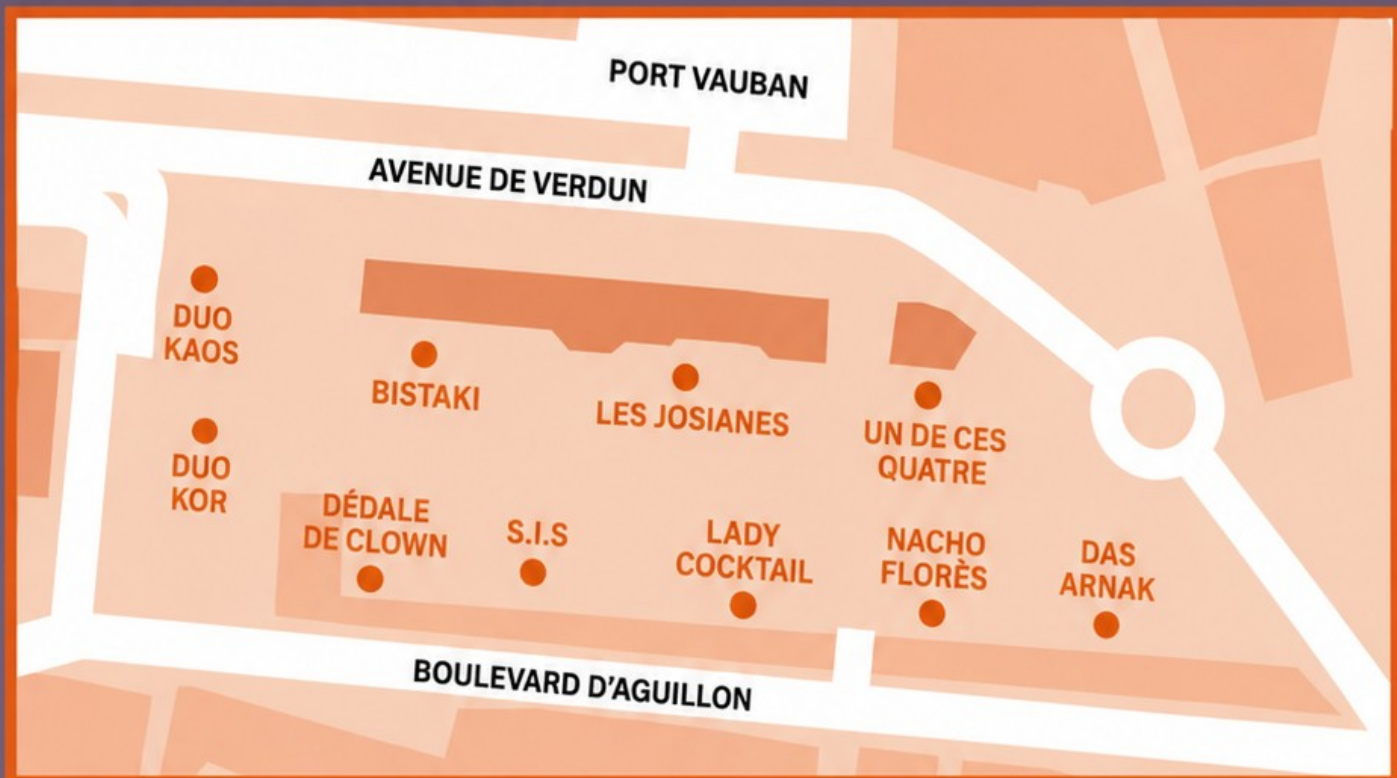 PORT VAUBAN
AVENUE DE VERDUN
DUO
KAOS
BISTAKI
LES JOSIANES
UN DE CES
QUATRE
DUO
KOR
DÉDALE
DE CLOWN
S.I.S
LADY
COCKTAIL
NACHO
FLORÈS
DAS
ARNAK
BOULEVARD D'AGUILLON